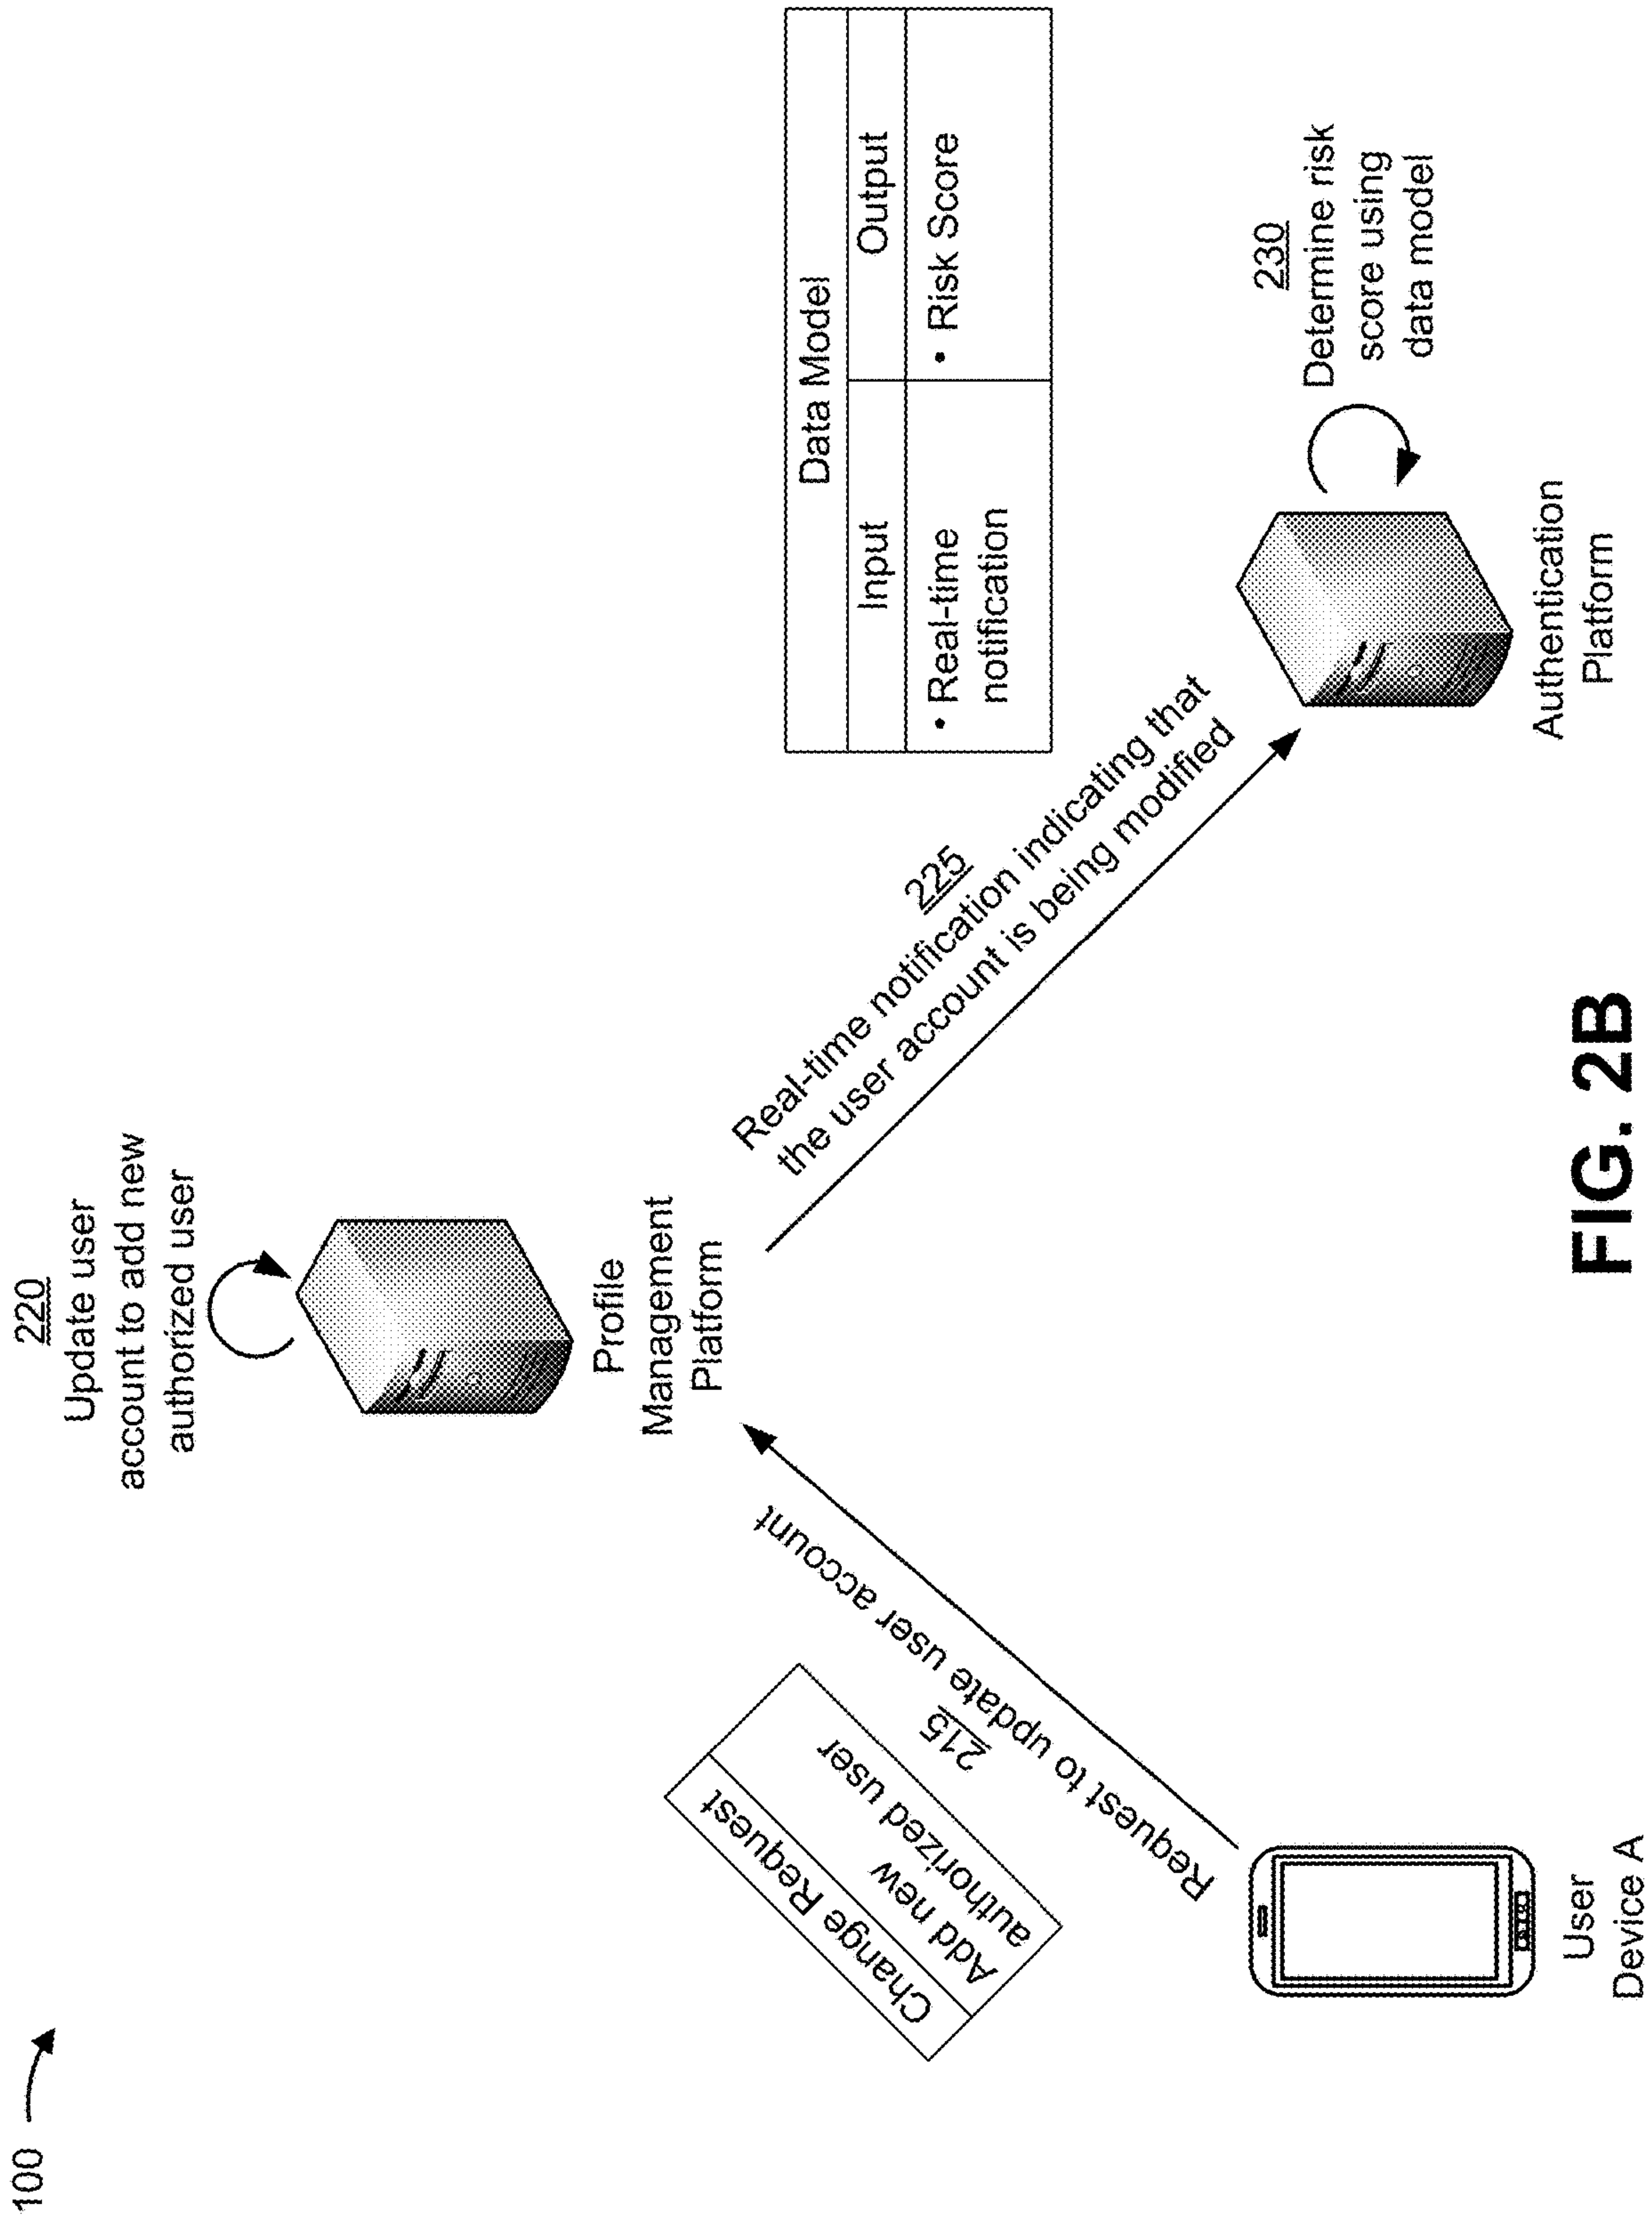 100
220
Update user
account to add new
authorized user
Profile
Management
Platform
Change Request
Add new
authorized user
215
Request to update user account
User
Device A
225
Real-time notification indicating that
the user account is being modified
Data Model
Input
Output
• Real-time
notification
• Risk Score
230
Determine risk
score using
data model
Authentication
Platform
FIG. 2B